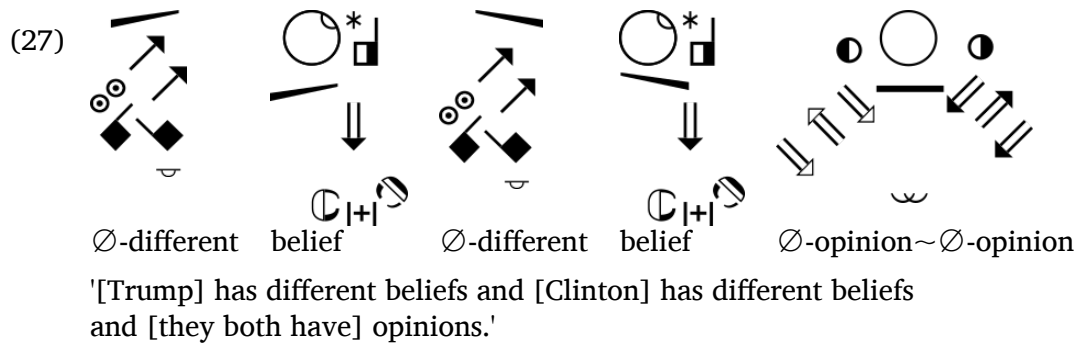 (27)
∅-different belief ∅-different belief ∅-opinion~∅-opinion
'[Trump] has different beliefs and [Clinton] has different beliefs
and [they both have] opinions.'